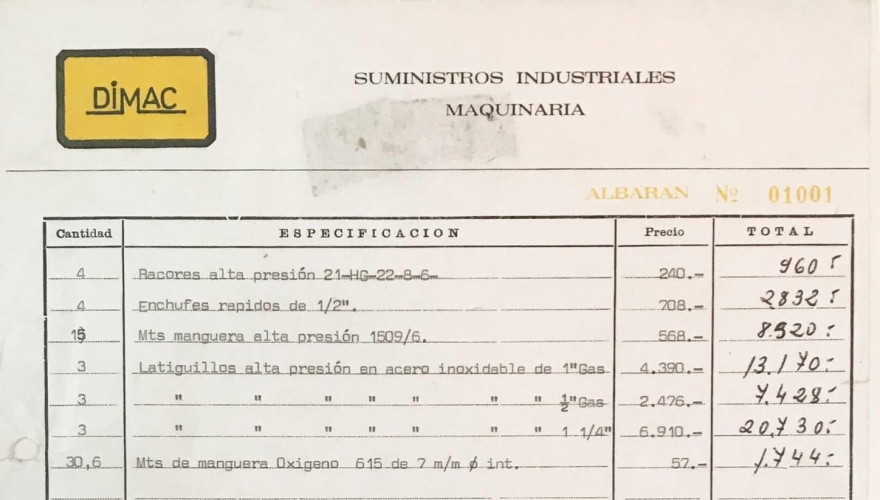 DiMAC
SUMINISTROS INDUSTRIALES
MAQUINARIA
ALBARAN Nº 01001
Cantidad ESPECIFICACION Precio TOTAL
4 Racores alta presión 21-HG-22-8-6- 240.- 960.-
4 Enchufes rapidos de 1/2". 708.- 2832.-
15 Mts manguera alta presión 1509/6. 568.- 8.520.-
3 Latiguillos alta presión en acero inoxidable de 1"Gas 4.390.- 13.170.-
3 " " " " " " " 1/2"Gas 2.476.- 7.428.-
3 " " " " " " " 1 1/4" 6.910.- 20,730.-
30,6 Mts de manguera Oxigeno 615 de 7 m/m ø int. 57.- 1.744.-